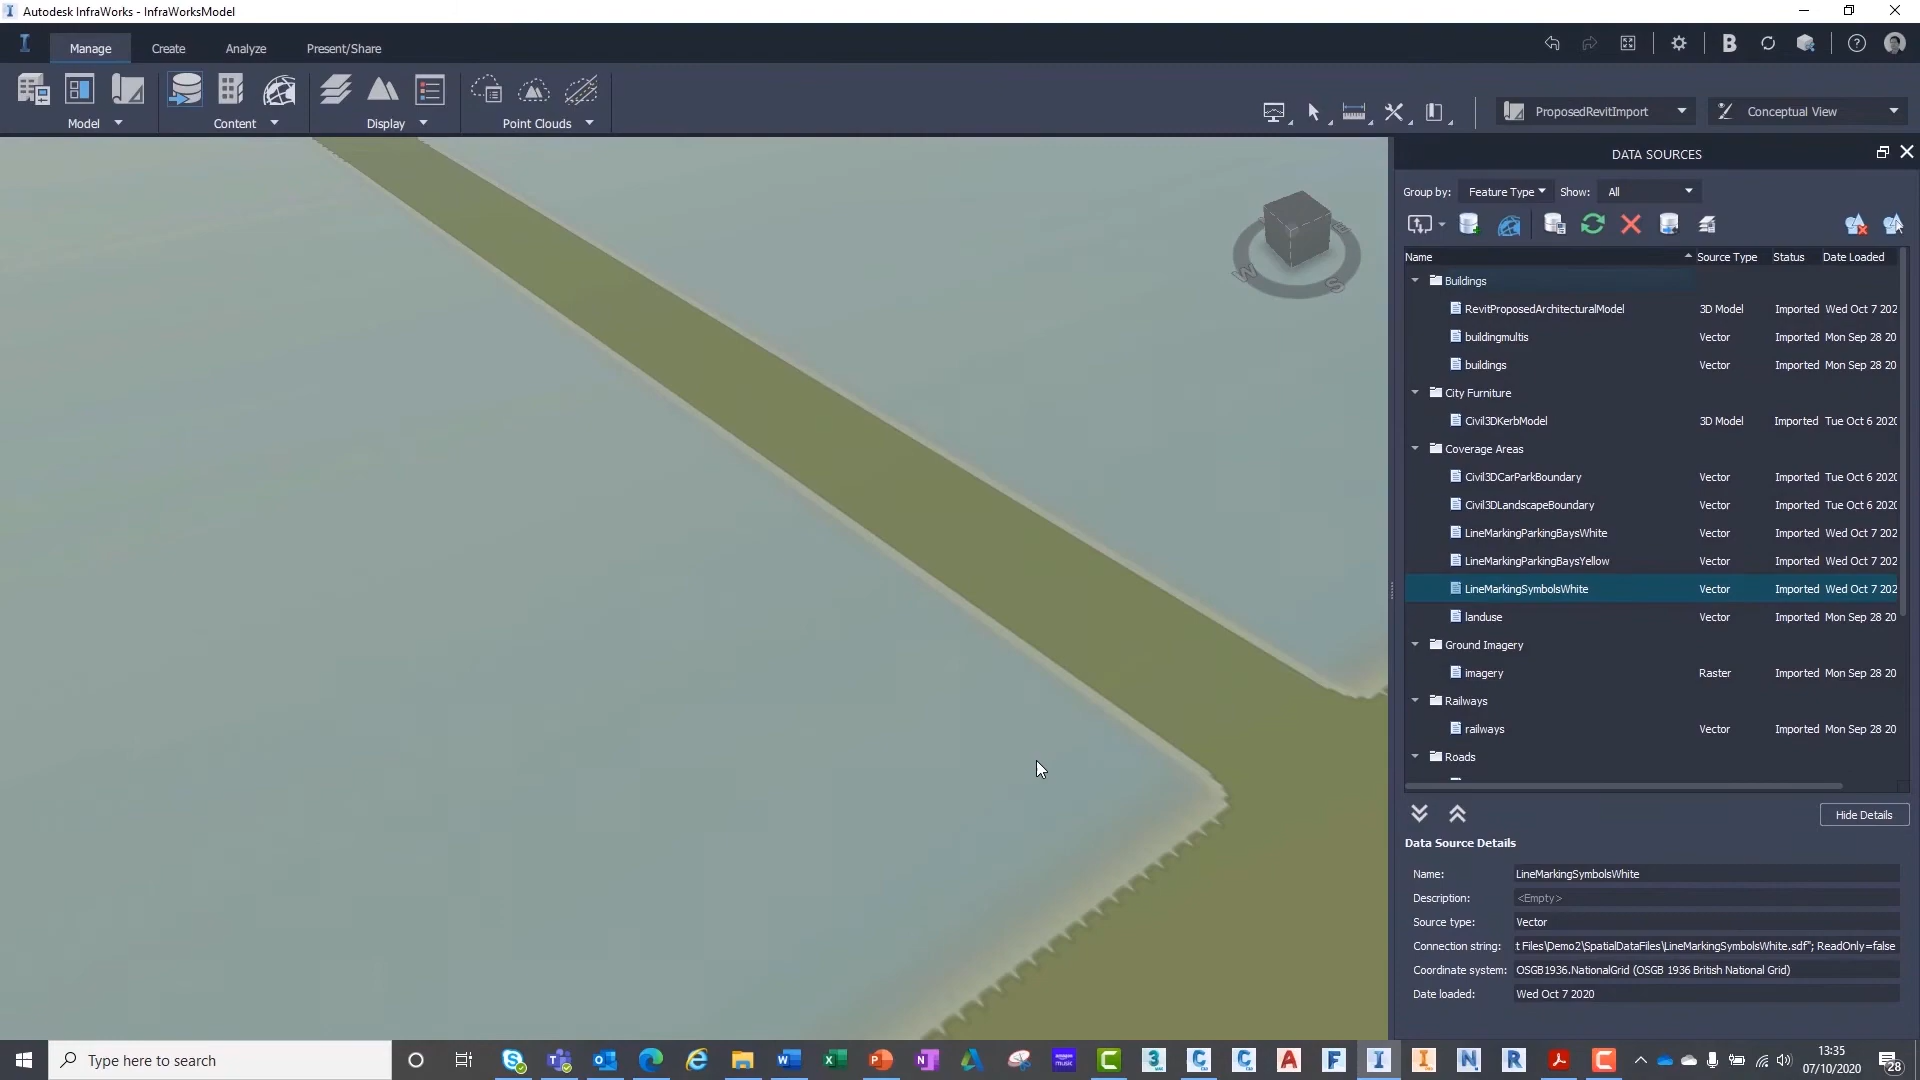 Autodesk InfraWorks - InfraWorksModel
Manage
Create
Analyze
Present/Share
B
Model
Content
Display
Point Clouds
ProposedRevitImport
Conceptual View
DATA SOURCES
Group by: Feature Type Show: All
Name Source Type Status Date Loaded
Buildings
RevitProposedArchitecturalModel 3D Model Imported Wed Oct 7 202
buildingmultis Vector Imported Mon Sep 28 20
buildings Vector Imported Mon Sep 28 20
City Furniture
Civil3DKerbModel 3D Model Imported Tue Oct 6 2020
Coverage Areas
Civil3DCarParkBoundary Vector Imported Tue Oct 6 2020
Civil3DLandscapeBoundary Vector Imported Tue Oct 6 2020
LineMarkingParkingBaysWhite Vector Imported Wed Oct 7 202
LineMarkingParkingBaysYellow Vector Imported Wed Oct 7 202
LineMarkingSymbolsWhite Vector Imported Wed Oct 7 202
landuse Vector Imported Mon Sep 28 20
Ground Imagery
imagery Raster Imported Mon Sep 28 20
Railways
railways Vector Imported Mon Sep 28 20
Roads
Hide Details
Data Source Details
Name: LineMarkingSymbolsWhite
Description: <Empty>
Source type: Vector
Connection string: t Files\Demo2\SpatialDataFiles\LineMarkingSymbolsWhite.sdf"; ReadOnly=false
Coordinate system: OSGB1936.NationalGrid (OSGB 1936 British National Grid)
Date loaded: Wed Oct 7 2020
W
S
Type here to search
13:35
07/10/2020
28